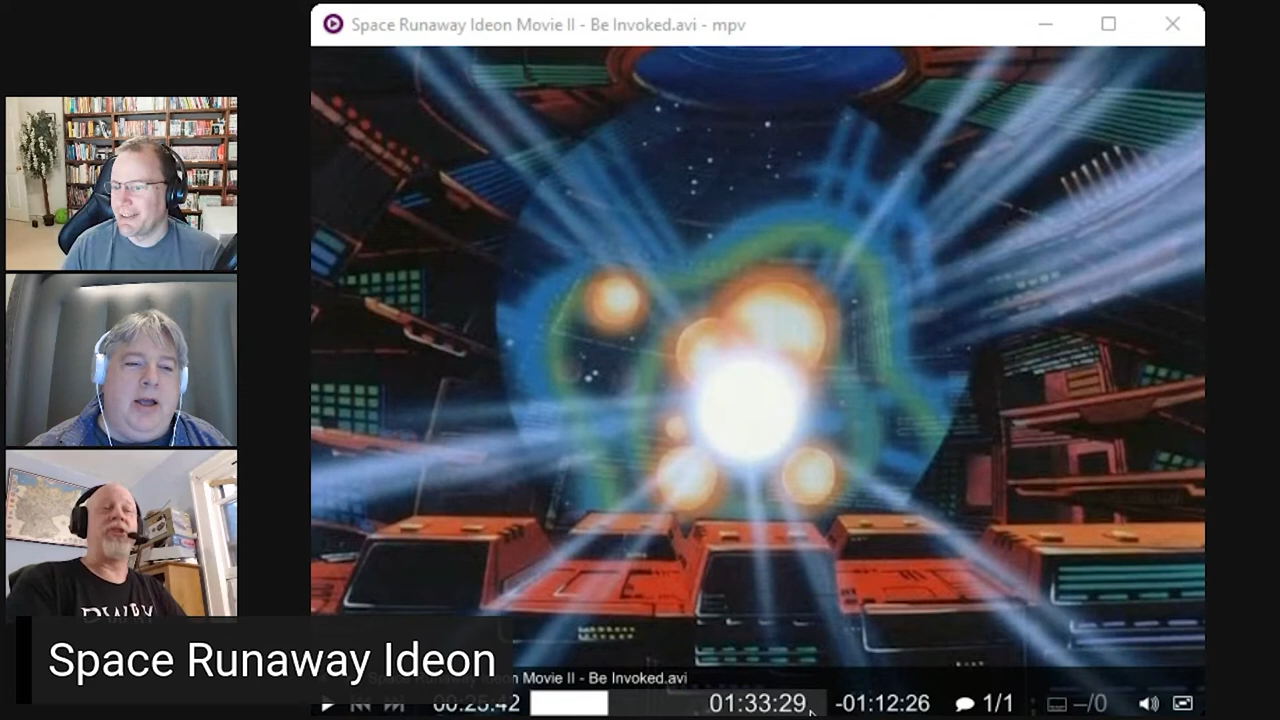 Space Runaway Ideon Movie II - Be Invoked.avi - mpv
Space Runaway Ideon
n Movie II - Be Invoked.avi
00:25:42
01:33:29
-01:12:26
1/1
–/0